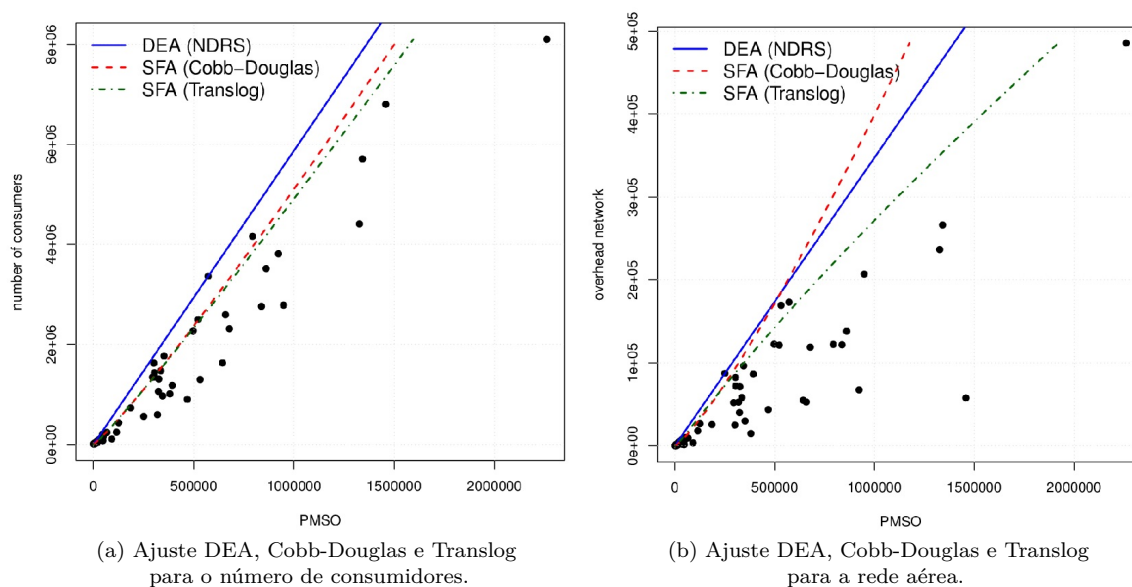 DEA (NDRS)
SFA (Cobb−Douglas)
SFA (Translog)
number of consumers
0e+00
2e+06
4e+06
6e+06
8e+06
0
500000
1000000
1500000
2000000
PMSO
(a) Ajuste DEA, Cobb-Douglas e Translog
para o número de consumidores.
DEA (NDRS)
SFA (Cobb−Douglas)
SFA (Translog)
overhead network
0e+00
1e+05
2e+05
3e+05
4e+05
5e+05
0
500000
1000000
1500000
2000000
PMSO
(b) Ajuste DEA, Cobb-Douglas e Translog
para a rede aérea.